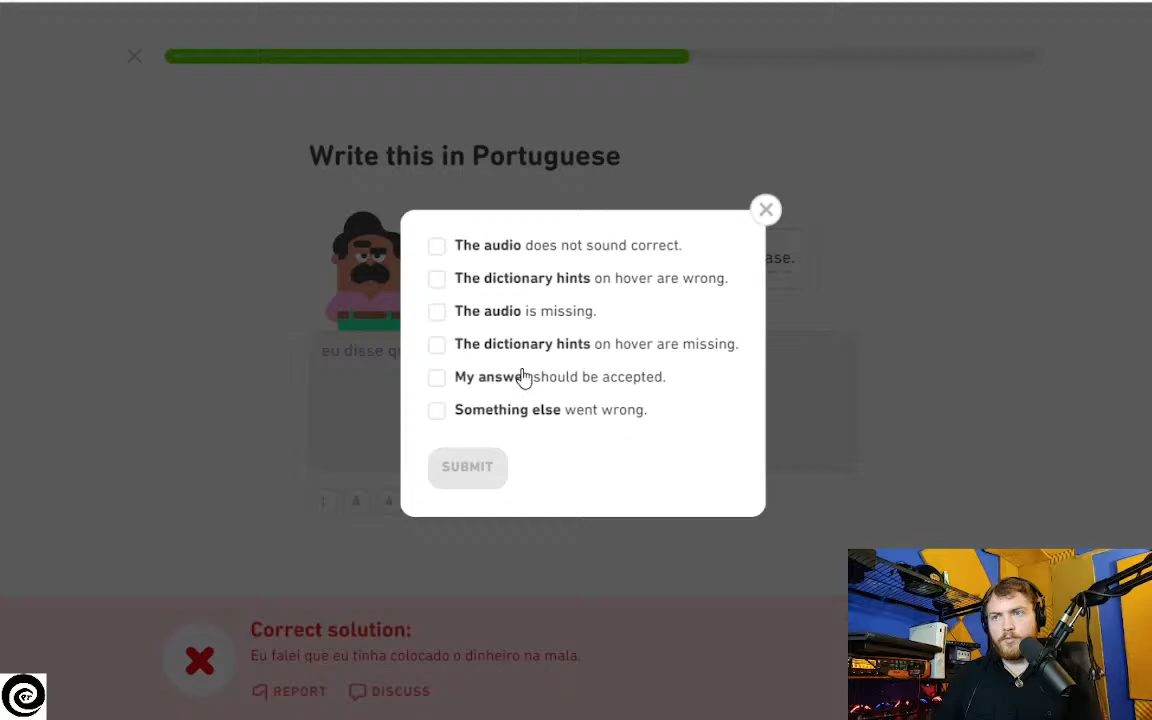 Write this in Portuguese
The audio does not sound correct.
ase.
The dictionary hints on hover are wrong.
The audio is missing.
The dictionary hints on hover are missing.
eu disse q
My answer should be accepted.
Something else went wrong.
SUBMIT
Correct solution:
Eu falei que eu tinha colocado o dinheiro na mala.
REPORT
DISCUSS